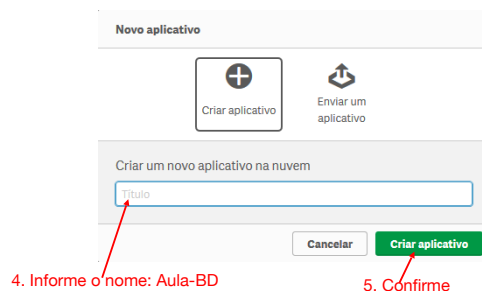 Novo aplicativo
Criar aplicativo
Enviar um
aplicativo
Criar um novo aplicativo na nuvem
Título
Cancelar
Criar aplicativo
4. Informe o nome: Aula-BD
5. Confirme